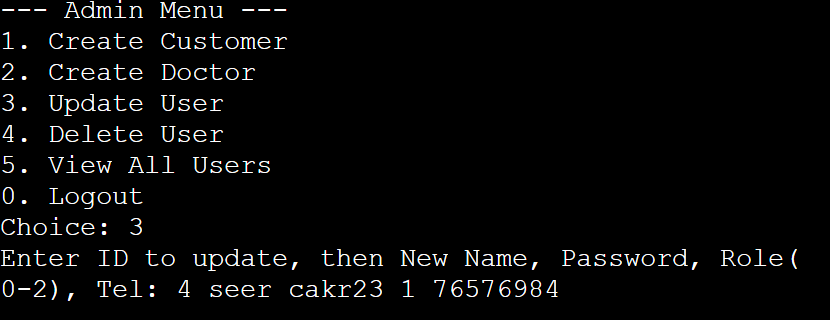 --- Admin Menu ---
1. Create Customer
2. Create Doctor
3. Update User
4. Delete User
5. View All Users
0. Logout
Choice: 3
Enter ID to update, then New Name, Password, Role(
0-2), Tel: 4 seer cakr23 1 76576984